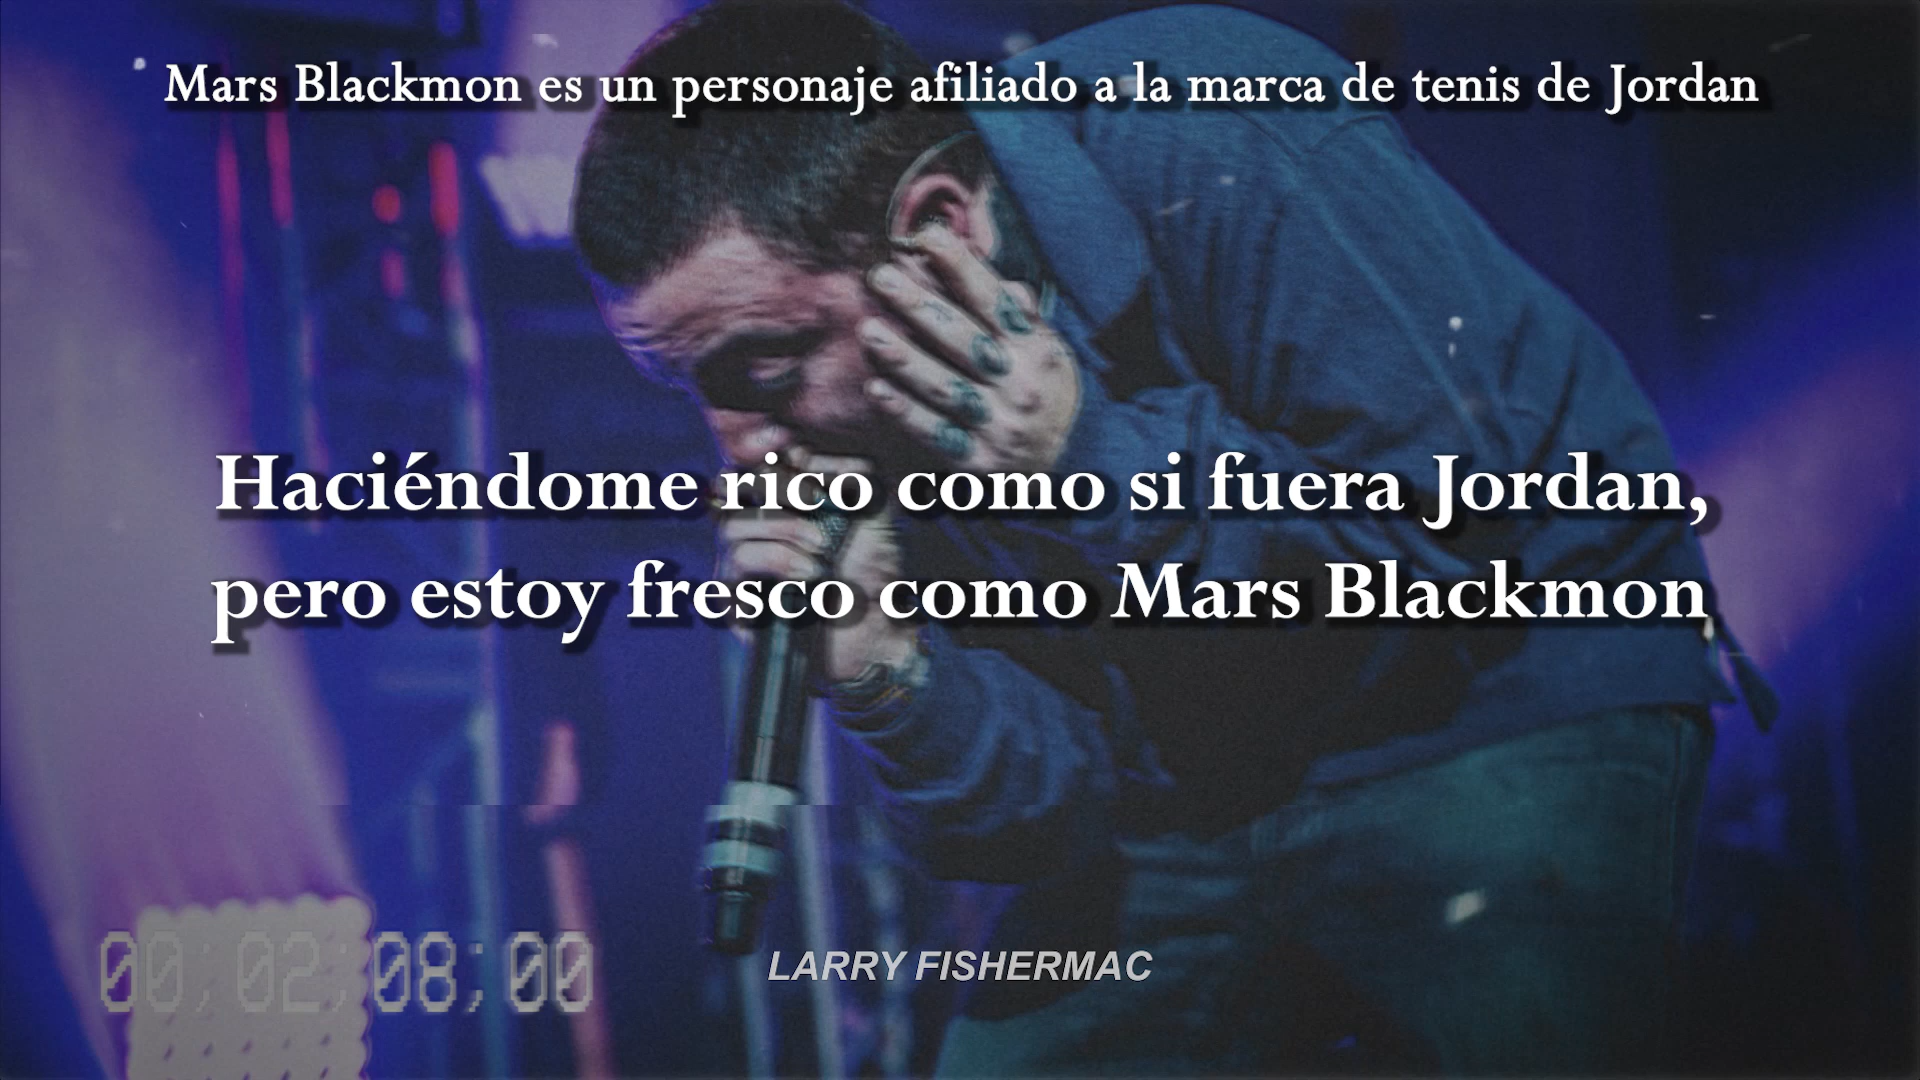 Mars Blackmon es un personaje afiliado a la marca de tenis de Jordan
Haciéndome rico como si fuera Jordan,
pero estoy fresco como Mars Blackmon
LARRY FISHERMAC
00;02;08;00